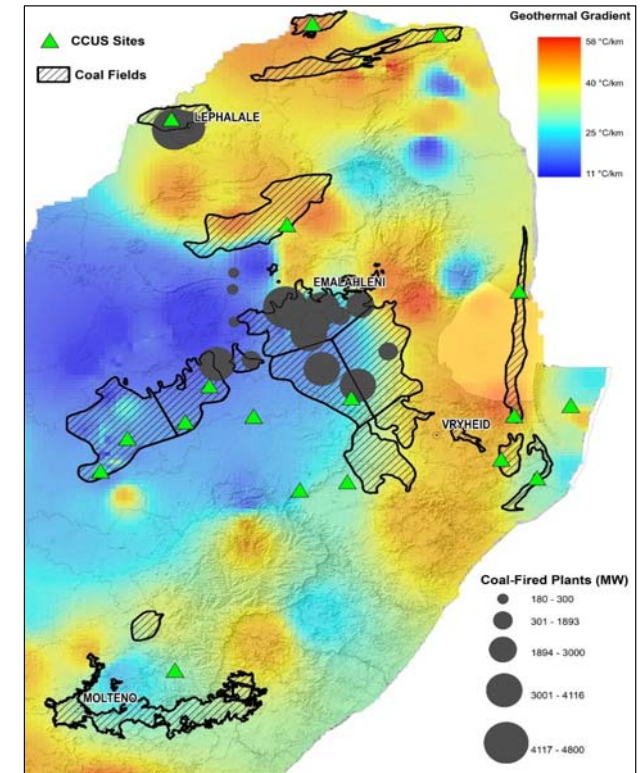 CCUS Sites
Coal Fields
Geothermal Gradient
58 °C/km
40 °C/km
25 °C/km
11 °C/km
LEPHALALE
EMALAHLENI
VRYHEID
MOLTENO
Coal-Fired Plants (MW)
180 - 300
301 - 1893
1894 - 3000
3001 - 4116
4117 - 4800